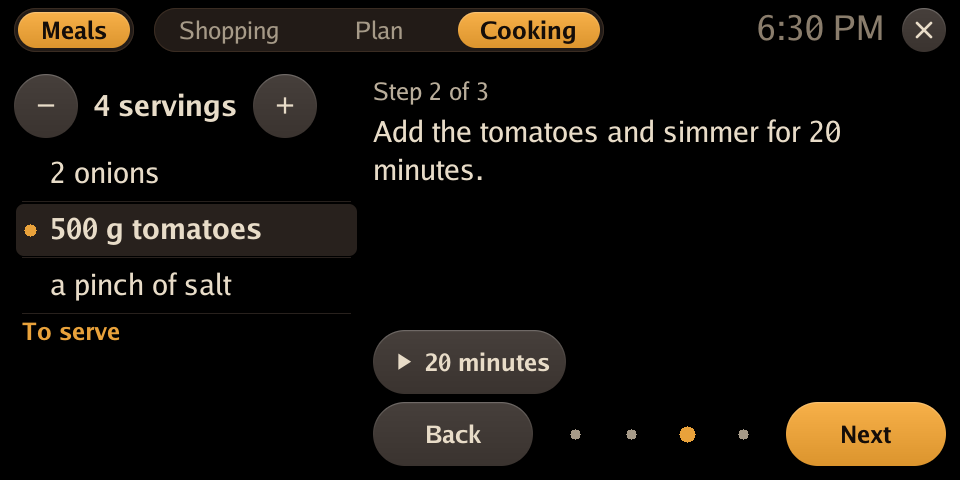 Meals
Shopping
Plan
Cooking
6:30 PM
4 servings
2 onions
500 g tomatoes
a pinch of salt
To serve
Step 2 of 3
Add the tomatoes and simmer for 20
minutes.
20 minutes
Back
Next